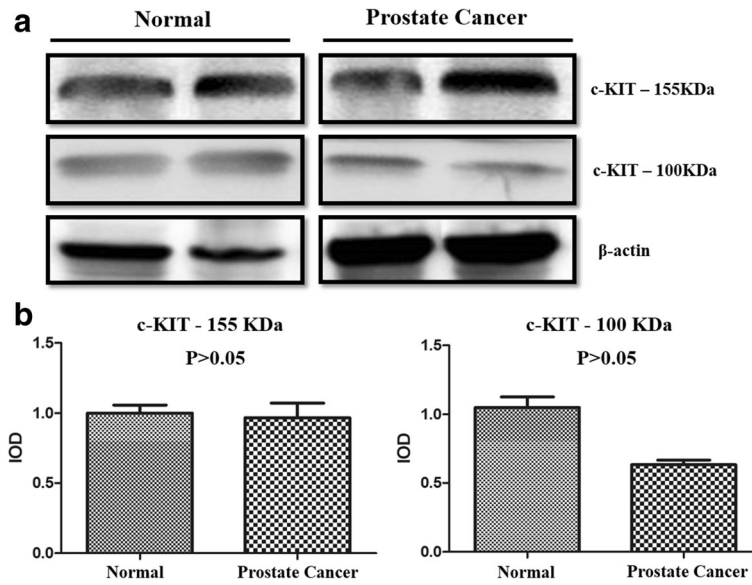 a
Normal
Prostate Cancer
c-KIT – 155KDa
c-KIT – 100KDa
β-actin
b
c-KIT - 155 KDa
P>0.05
IOD
1.5
1.0
0.5
0.0
Normal
Prostate Cancer
c-KIT - 100 KDa
P>0.05
IOD
1.5
1.0
0.5
0.0
Normal
Prostate Cancer